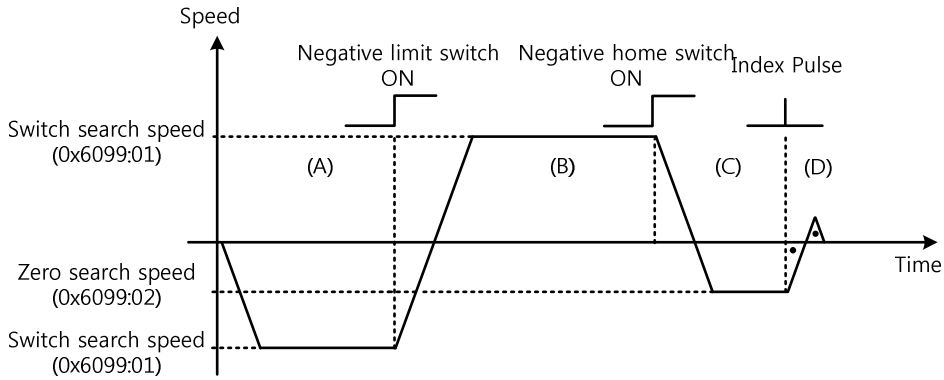 Speed
Negative limit switch
ON
Negative home switch
ON
Index Pulse
Switch search speed
(0x6099:01)
(A)
(B)
(C)
(D)
Time
Zero search speed
(0x6099:02)
Switch search speed
(0x6099:01)